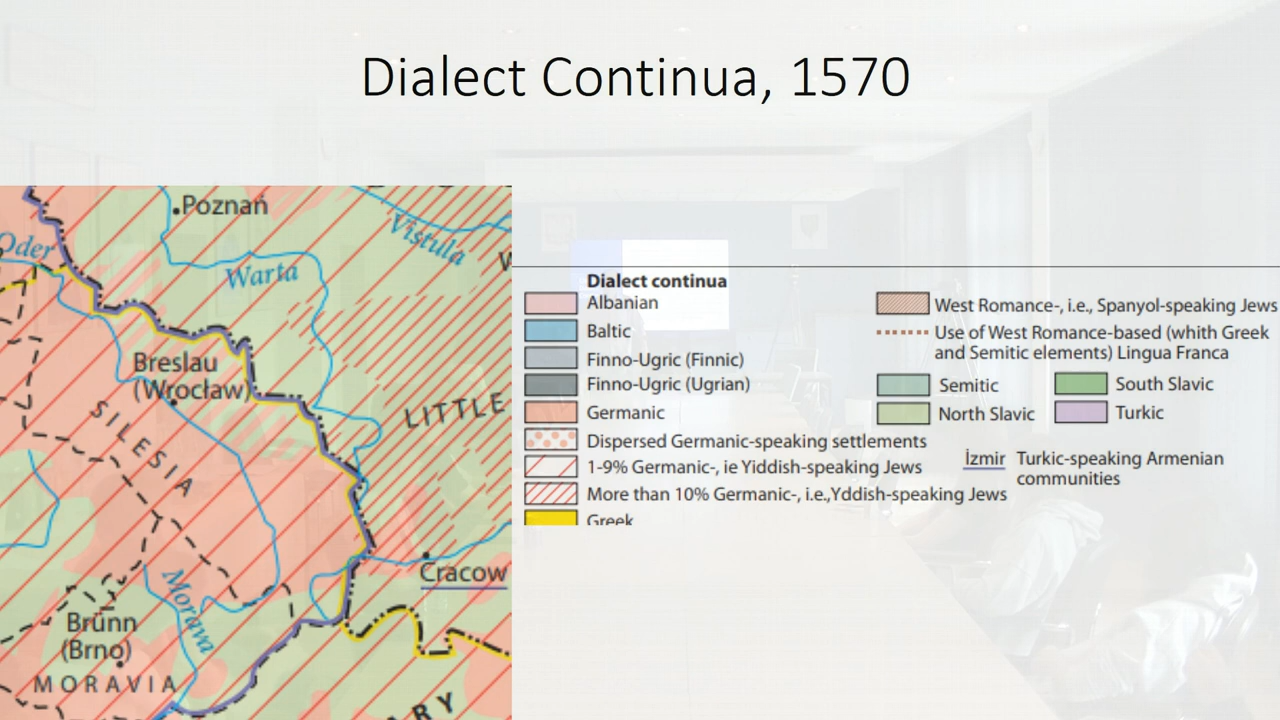 Dialect Continua, 1570
Poznań
Oder
Vistula
Warta
Breslau
(Wrocław)
LITTLE
SILESIA
Cracow
Morava
Brünn
(Brno)
MORAVIA
Dialect continua
Albanian
Baltic
Finno-Ugric (Finnic)
Finno-Ugric (Ugrian)
Germanic
Dispersed Germanic-speaking settlements
1-9% Germanic-, ie Yiddish-speaking Jews
More than 10% Germanic-, i.e.,Yddish-speaking Jews
Greek
West Romance-, i.e., Spanyol-speaking Jews
Use of West Romance-based (whith Greek
and Semitic elements) Lingua Franca
Semitic
South Slavic
North Slavic
Turkic
İzmir Turkic-speaking Armenian
communities